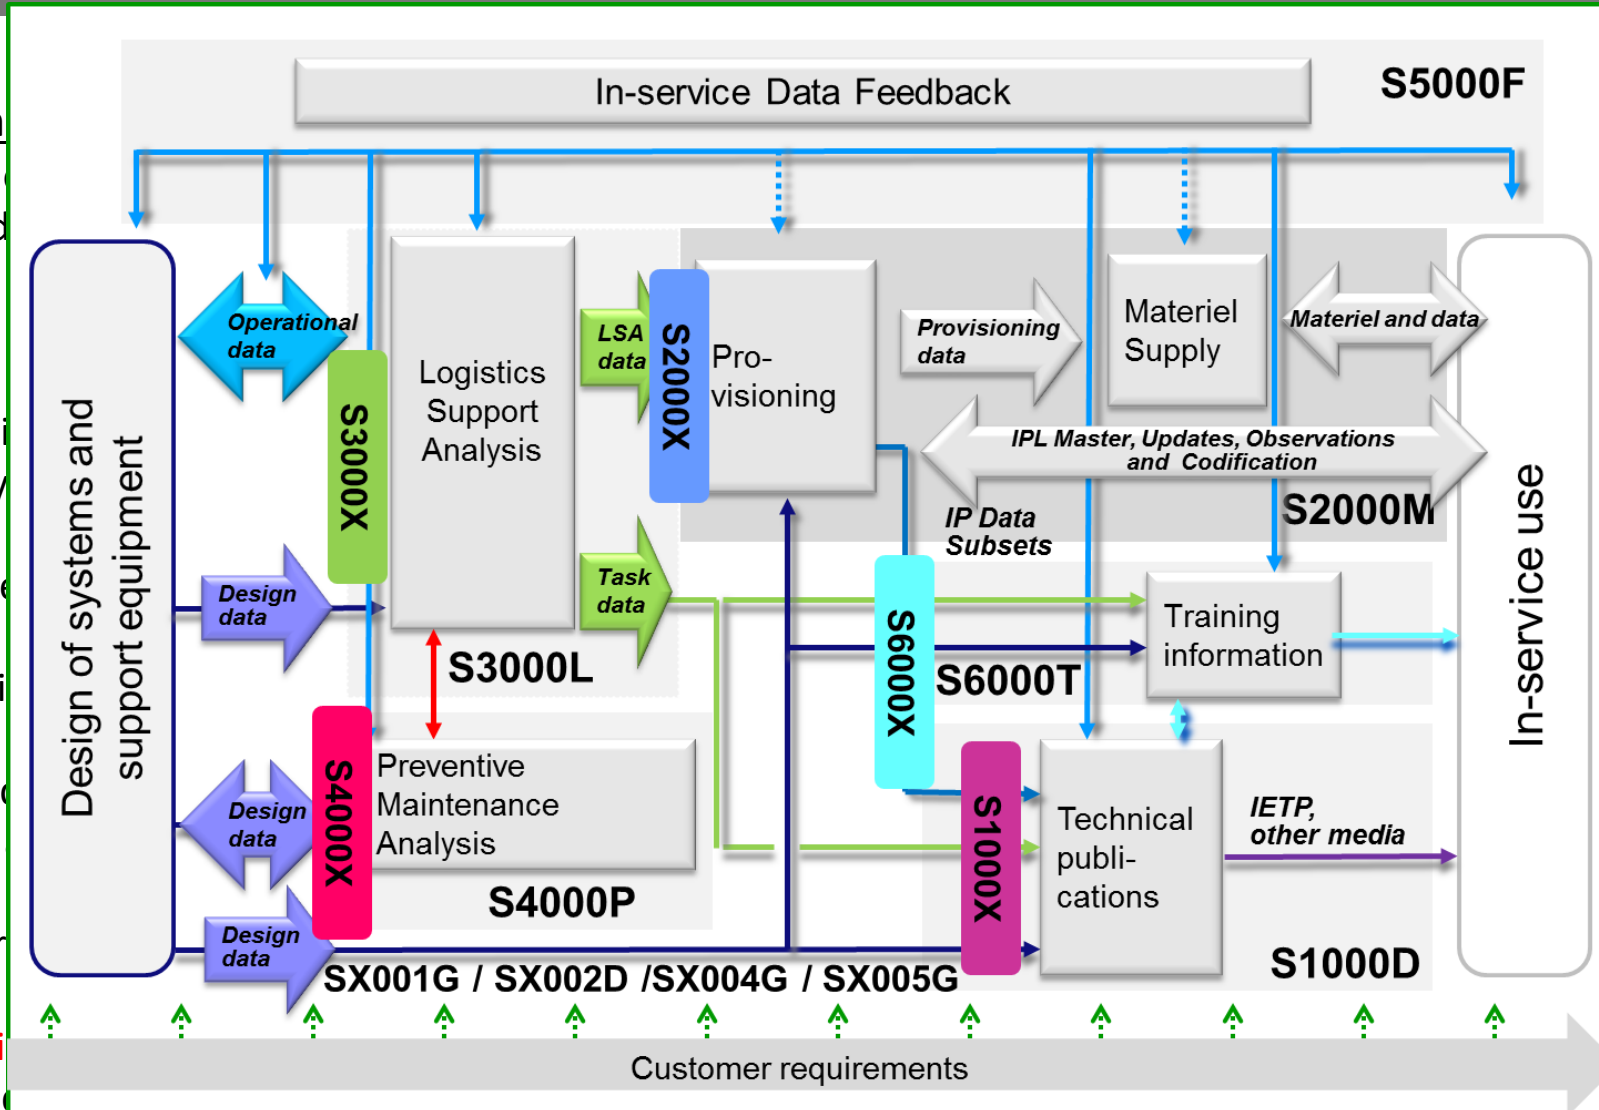 In-service Data Feedback
S5000F
Operational
data
S3000X
Logistics
Support
Analysis
LSA
data
S2000X
Pro-
visioning
Provisioning
data
Materiel
Supply
Materiel and data
IPL Master, Updates, Observations
and Codification
S2000M
IP Data
Subsets
Design of systems and
support equipment
In-service use
Design
data
Task
data
S3000L
S6000X
S6000T
Training
information
S4000X
Preventive
Maintenance
Analysis
Design
data
S4000P
S1000X
Technical
publi-
cations
IETP,
other media
S1000D
Design
data
SX001G / SX002D /SX004G / SX005G
Customer requirements